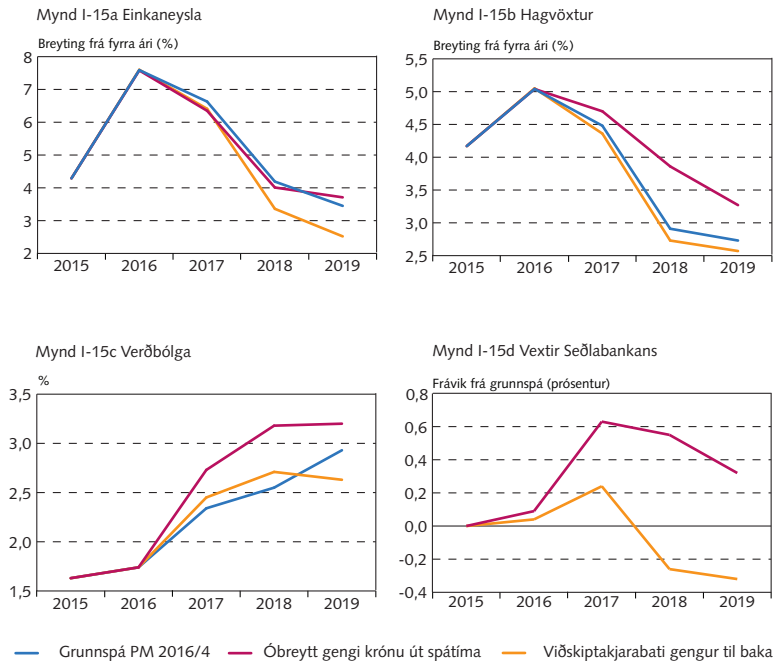 Mynd I-15a Einkaneysla
Breyting frá fyrra ári (%)
8
7
6
5
4
3
2
2015 2016 2017 2018 2019
Mynd I-15b Hagvöxtur
Breyting frá fyrra ári (%)
5,5
5,0
4,5
4,0
3,5
3,0
2,5
2015 2016 2017 2018 2019
Mynd I-15c Verðbólga
%
3,5
3,0
2,5
2,0
1,5
2015 2016 2017 2018 2019
Mynd I-15d Vextir Seðlabankans
Frávik frá grunnspá (prósentur)
0,8
0,6
0,4
0,2
0,0
-0,2
-0,4
2015 2016 2017 2018 2019
Grunnspá PM 2016/4 Óbreytt gengi krónu út spátíma Viðskiptakjarabati gengur til baka